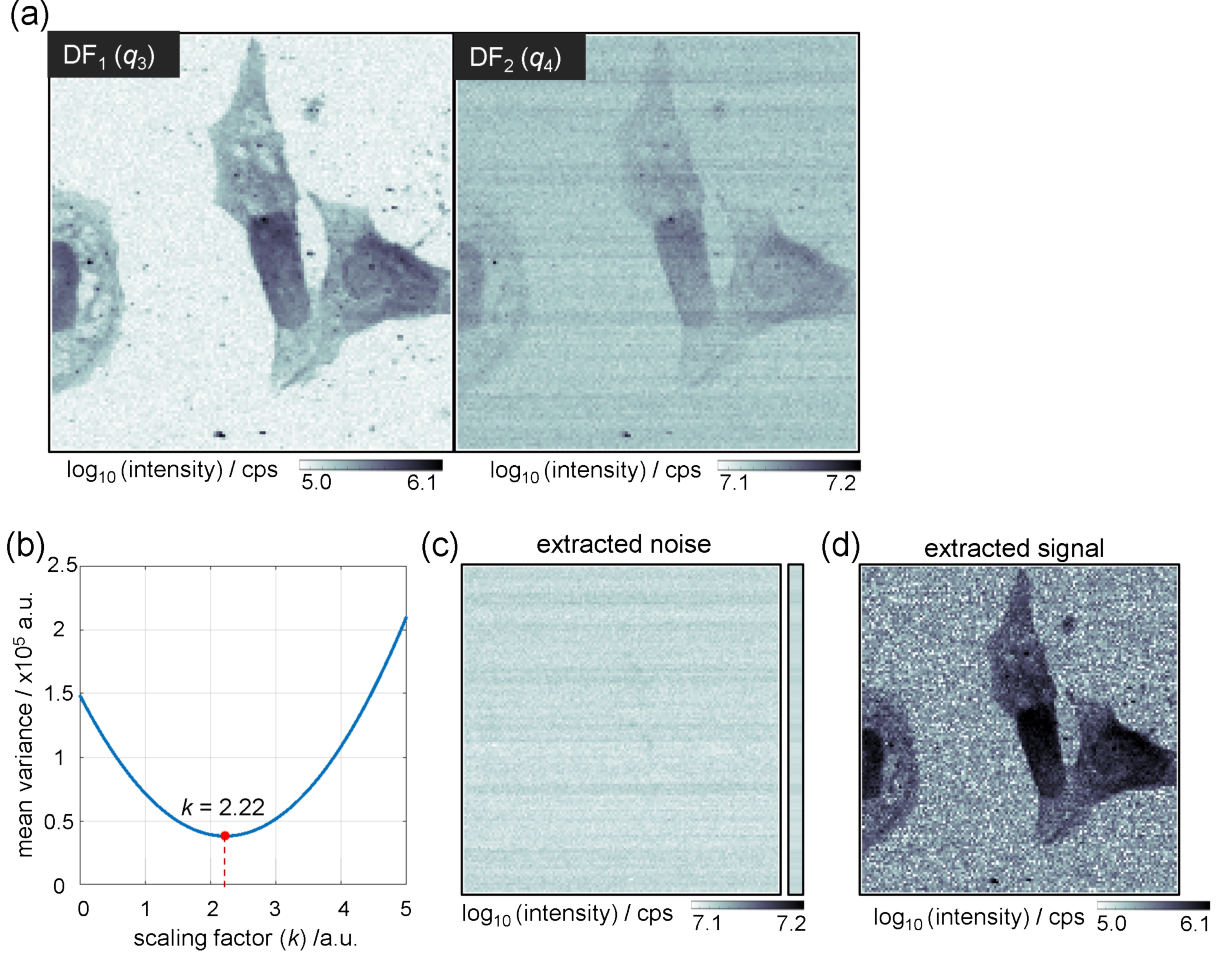 (a)
DF₁ (q₃)
DF₂ (q₄)
log₁₀ (intensity) / cps
5.0
6.1
log₁₀ (intensity) / cps
7.1
7.2
(b)
2.5
2
1.5
1
0.5
0
mean variance / x10⁵ a.u.
k = 2.22
0 1 2 3 4 5
scaling factor (k) /a.u.
(c)
extracted noise
log₁₀ (intensity) / cps
7.1
7.2
(d)
extracted signal
log₁₀ (intensity) / cps
5.0
6.1